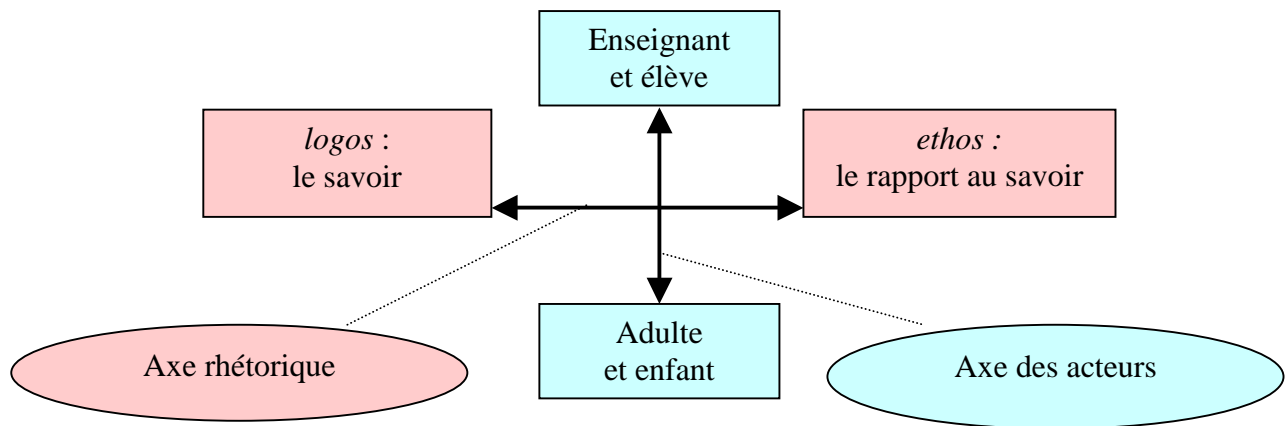 Enseignant
et élève
logos :
le savoir
ethos :
le rapport au savoir
Adulte
et enfant
Axe rhétorique
Axe des acteurs